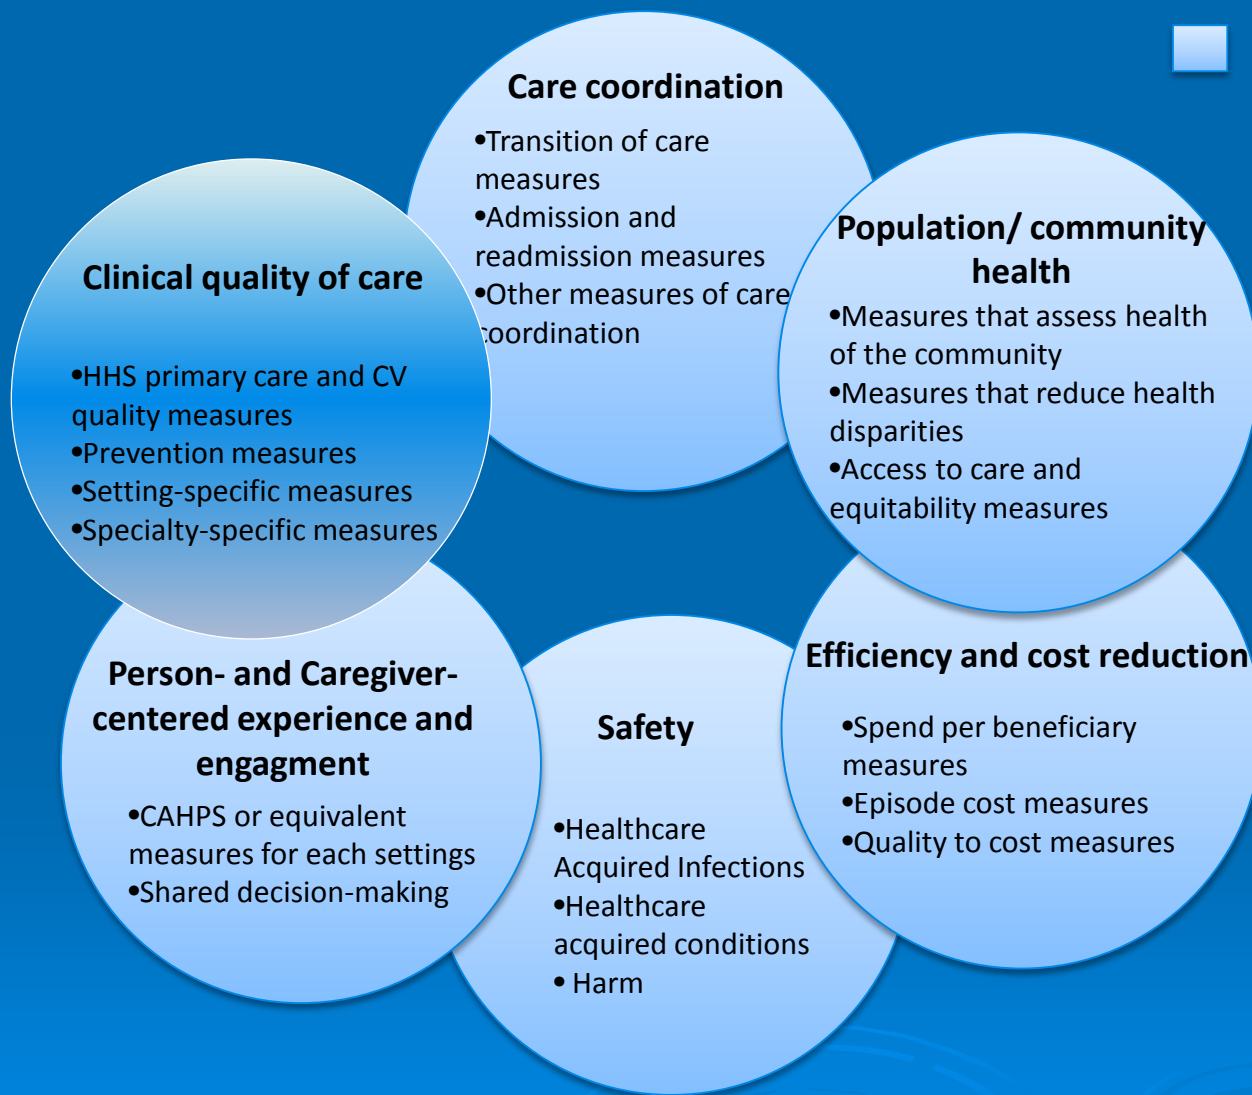 Care coordination
•Transition of care
measures
•Admission and
readmission measures
•Other measures of care
coordination
Population/ community
health
•Measures that assess health
of the community
•Measures that reduce health
disparities
•Access to care and
equitability measures
Clinical quality of care
•HHS primary care and CV
quality measures
•Prevention measures
•Setting-specific measures
•Specialty-specific measures
Person- and Caregiver-
centered experience and
engagment
•CAHPS or equivalent
measures for each settings
•Shared decision-making
Safety
•Healthcare
Acquired Infections
•Healthcare
acquired conditions
• Harm
Efficiency and cost reduction
•Spend per beneficiary
measures
•Episode cost measures
•Quality to cost measures